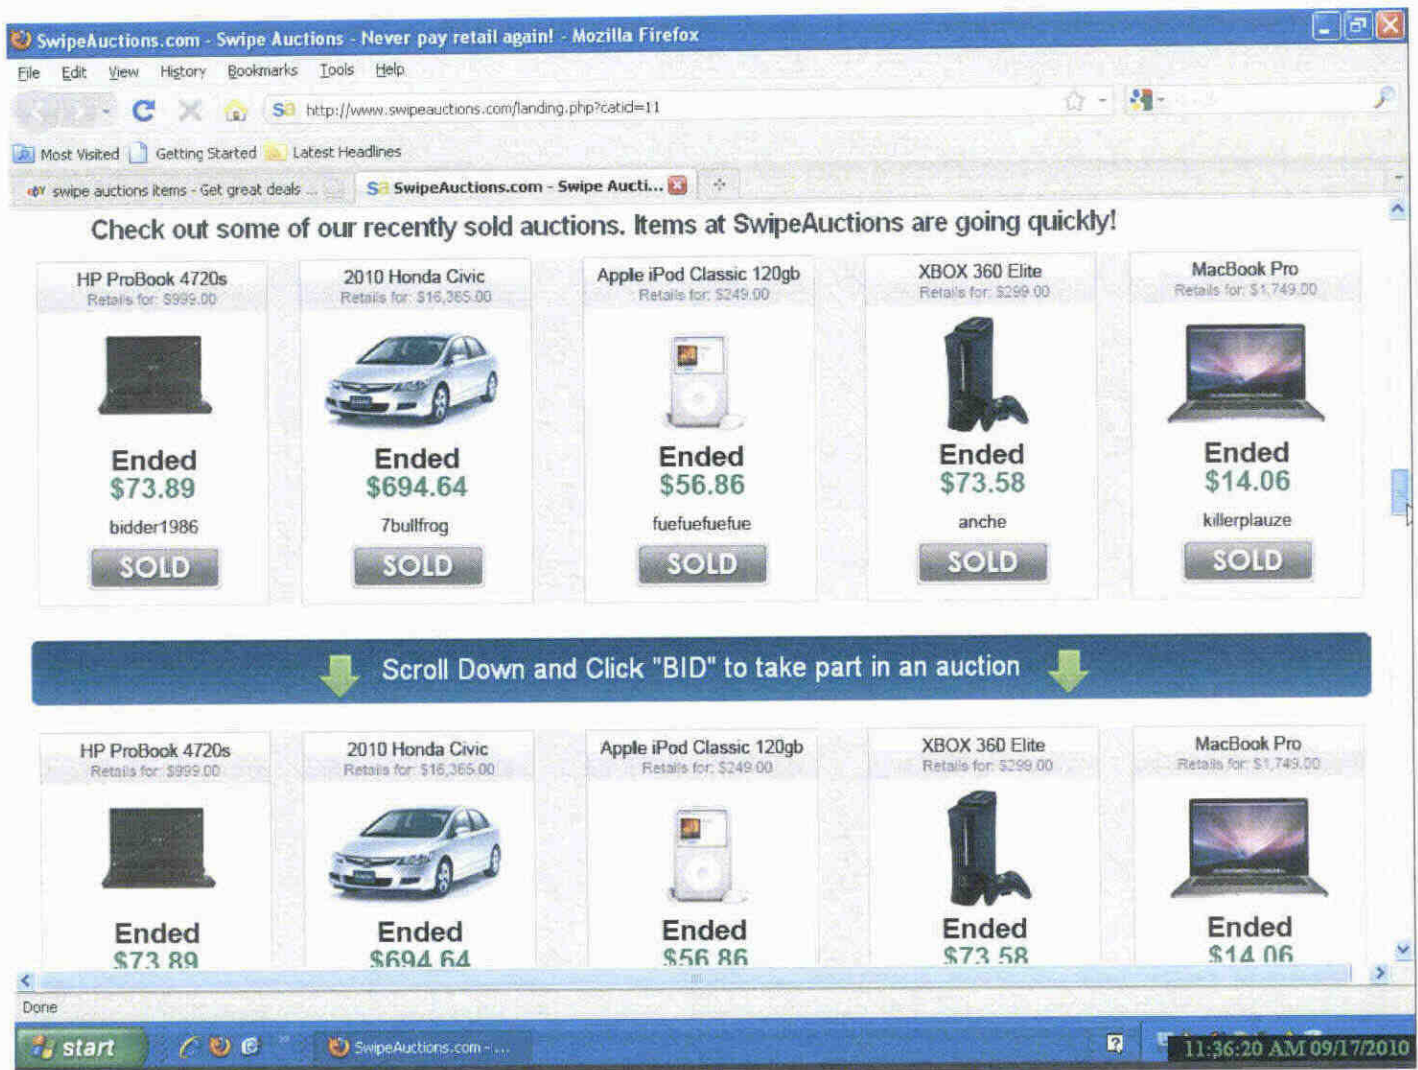 SwipeAuctions.com - Swipe Auctions - Never pay retail again! - Mozilla Firefox
File Edit View History Bookmarks Tools Help
Sa http://www.swipeauctions.com/landing.php?catid=11
Most Visited Getting Started Latest Headlines
swipe auctions items - Get great deals ... Sa SwipeAuctions.com - Swipe Aucti...
Check out some of our recently sold auctions. Items at SwipeAuctions are going quickly!
HP ProBook 4720s 2010 Honda Civic Apple iPod Classic 120gb XBOX 360 Elite MacBook Pro
Retails for: $999.00 Retails for: $16,365.00 Retails for: $249.00 Retails for: $299.00 Retails for: $1,749.00
Ended Ended Ended Ended Ended
$73.89 $694.64 $56.86 $73.58 $14.06
bidder1986 7bullfrog fuefuefuefue anche killerplauze
SOLD SOLD SOLD SOLD SOLD
Scroll Down and Click "BID" to take part in an auction
HP ProBook 4720s 2010 Honda Civic Apple iPod Classic 120gb XBOX 360 Elite MacBook Pro
Retails for: $999.00 Retails for: $16,365.00 Retails for: $249.00 Retails for: $299.00 Retails for: $1,749.00
Ended Ended Ended Ended Ended
$73.89 $694.64 $56.86 $73.58 $14.06
Done
start SwipeAuctions.com - ... 11:36:20 AM 09/17/2010